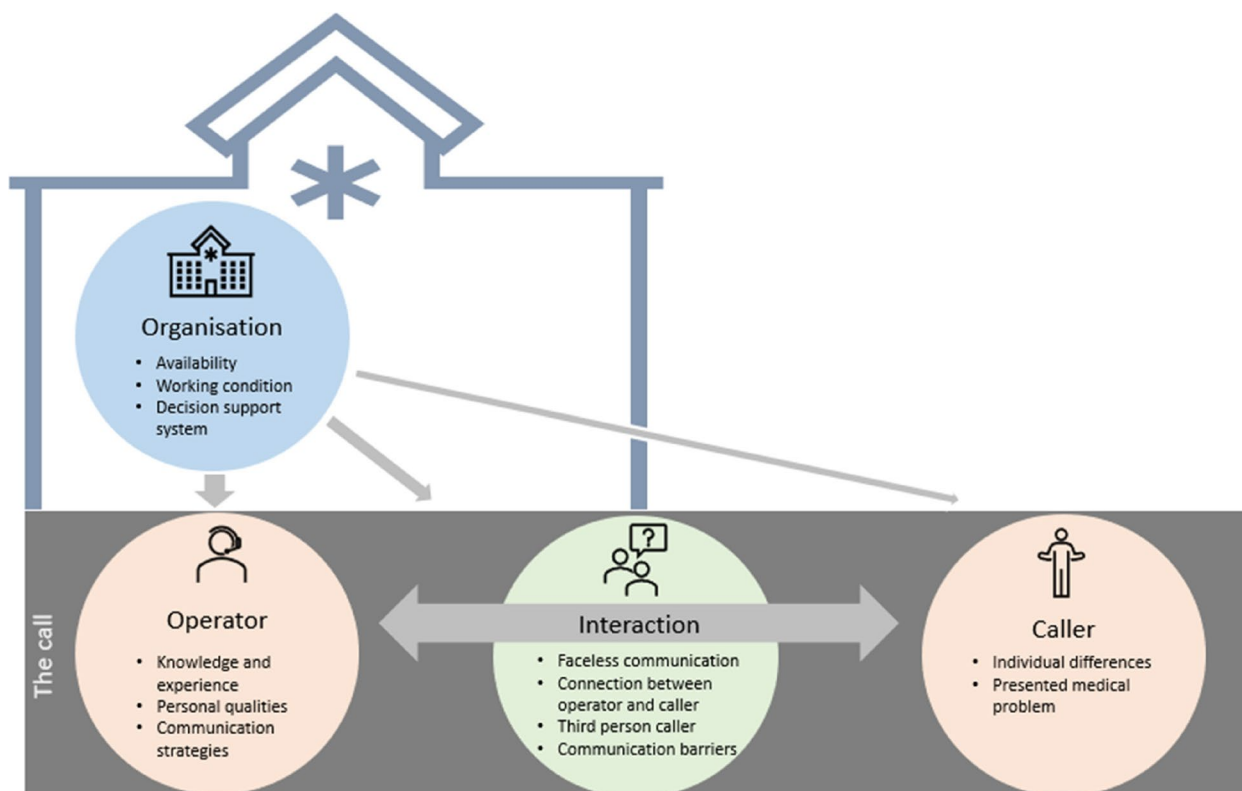 Organisation
• Availability
• Working condition
• Decision support
system
The call
Operator
• Knowledge and
experience
• Personal qualities
• Communication
strategies
?
Interaction
• Faceless communication
• Connection between
operator and caller
• Third person caller
• Communication barriers
Caller
• Individual differences
• Presented medical
problem